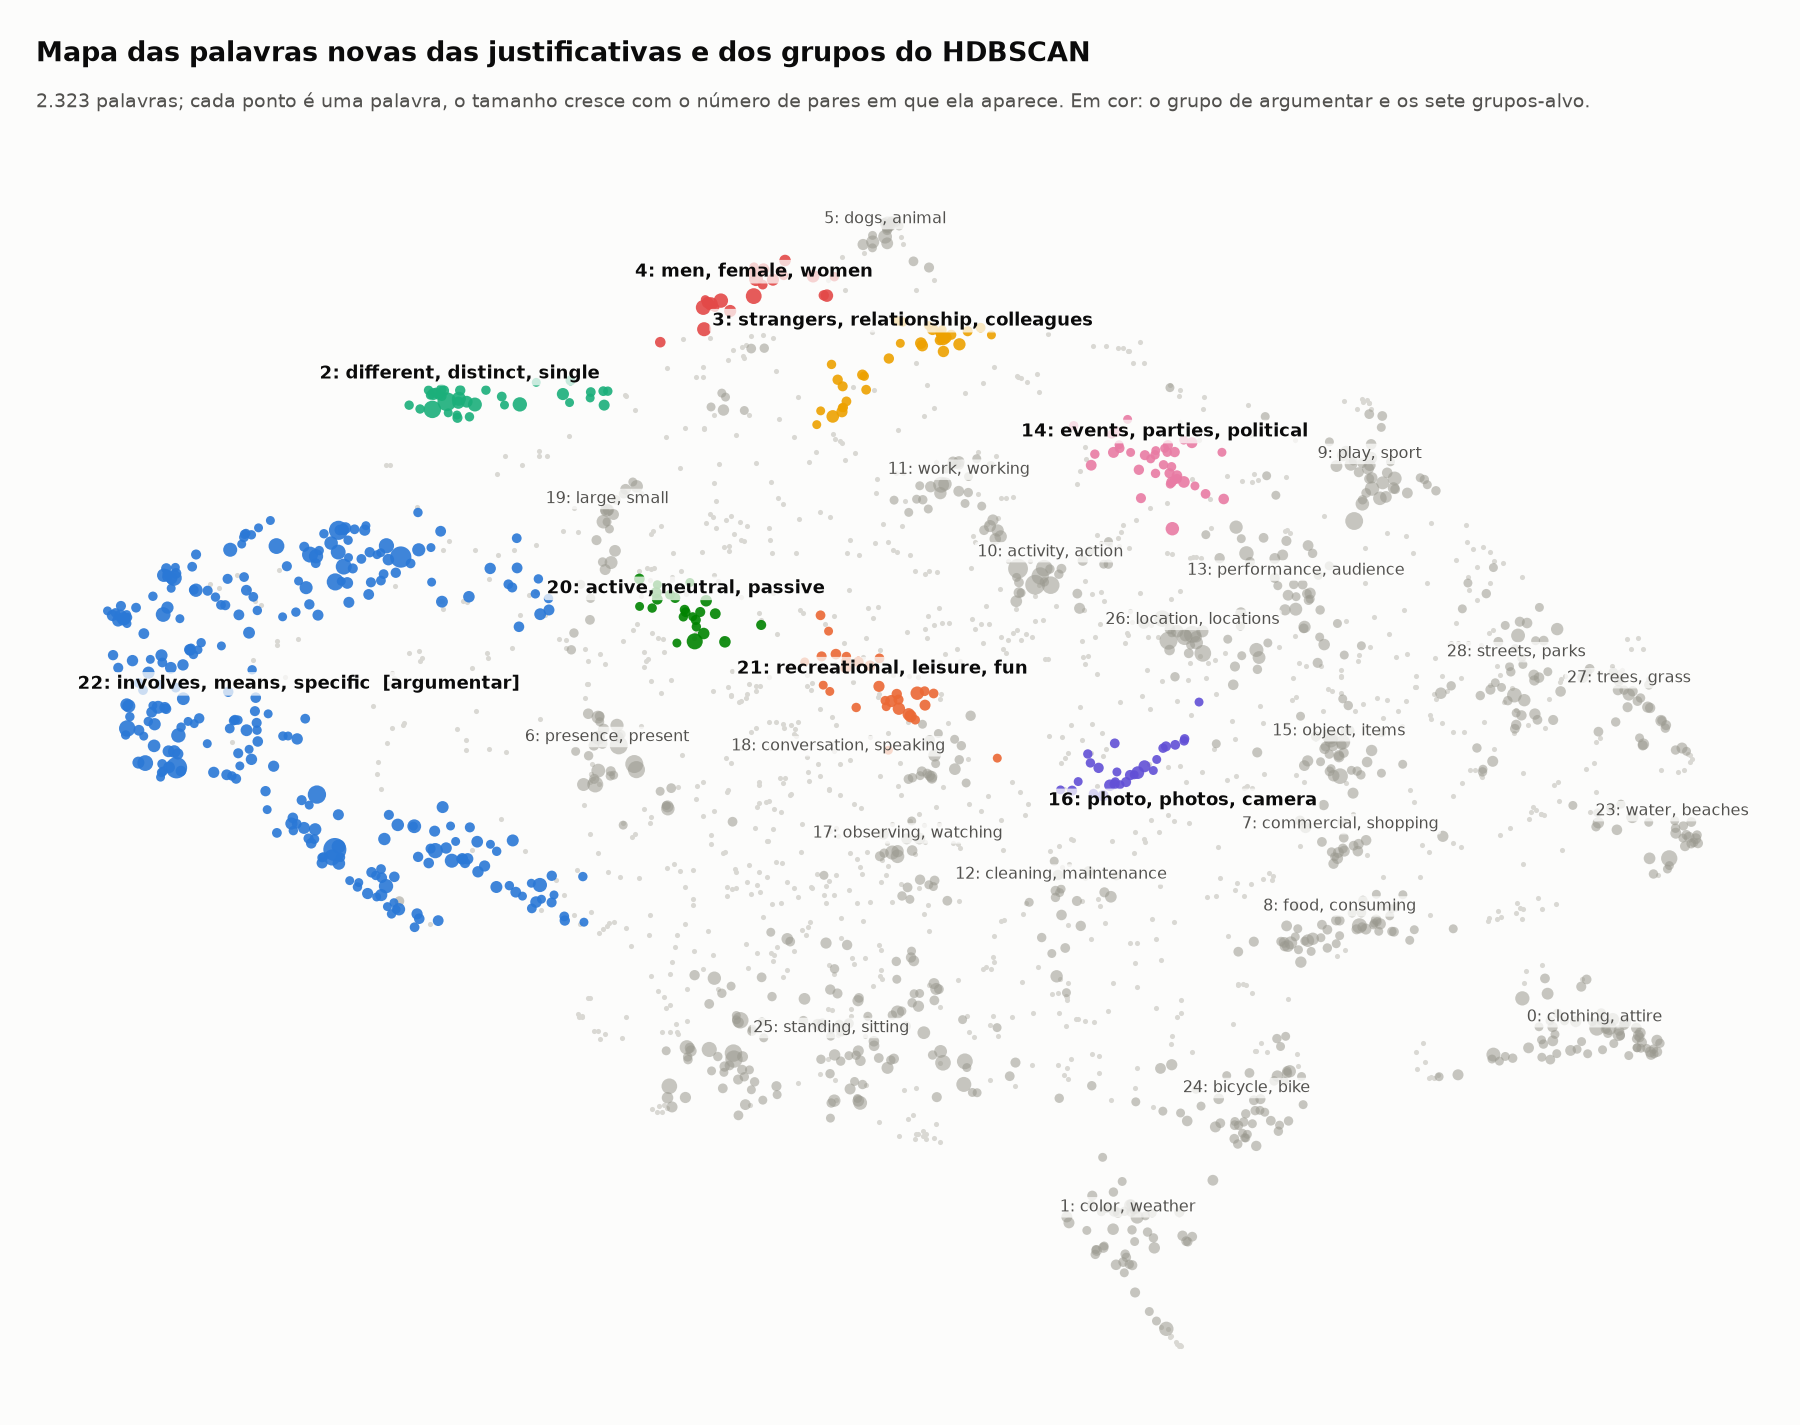 Mapa das palavras novas das justificativas e dos grupos do HDBSCAN
2.323 palavras; cada ponto é uma palavra, o tamanho cresce com o número de pares em que ela aparece. Em cor: o grupo de argumentar e os sete grupos-alvo.
5: dogs, animal
4: men, female, women
3: strangers, relationship, colleagues
2: different, distinct, single
14: events, parties, political
9: play, sport
11: work, working
19: large, small
10: activity, action
13: performance, audience
20: active, neutral, passive
26: location, locations
28: streets, parks
21: recreational, leisure, fun
27: trees, grass
22: involves, means, specific [argumentar]
15: object, items
6: presence, present
18: conversation, speaking
16: photo, photos, camera
23: water, beaches
7: commercial, shopping
17: observing, watching
12: cleaning, maintenance
8: food, consuming
0: clothing, attire
25: standing, sitting
24: bicycle, bike
1: color, weather